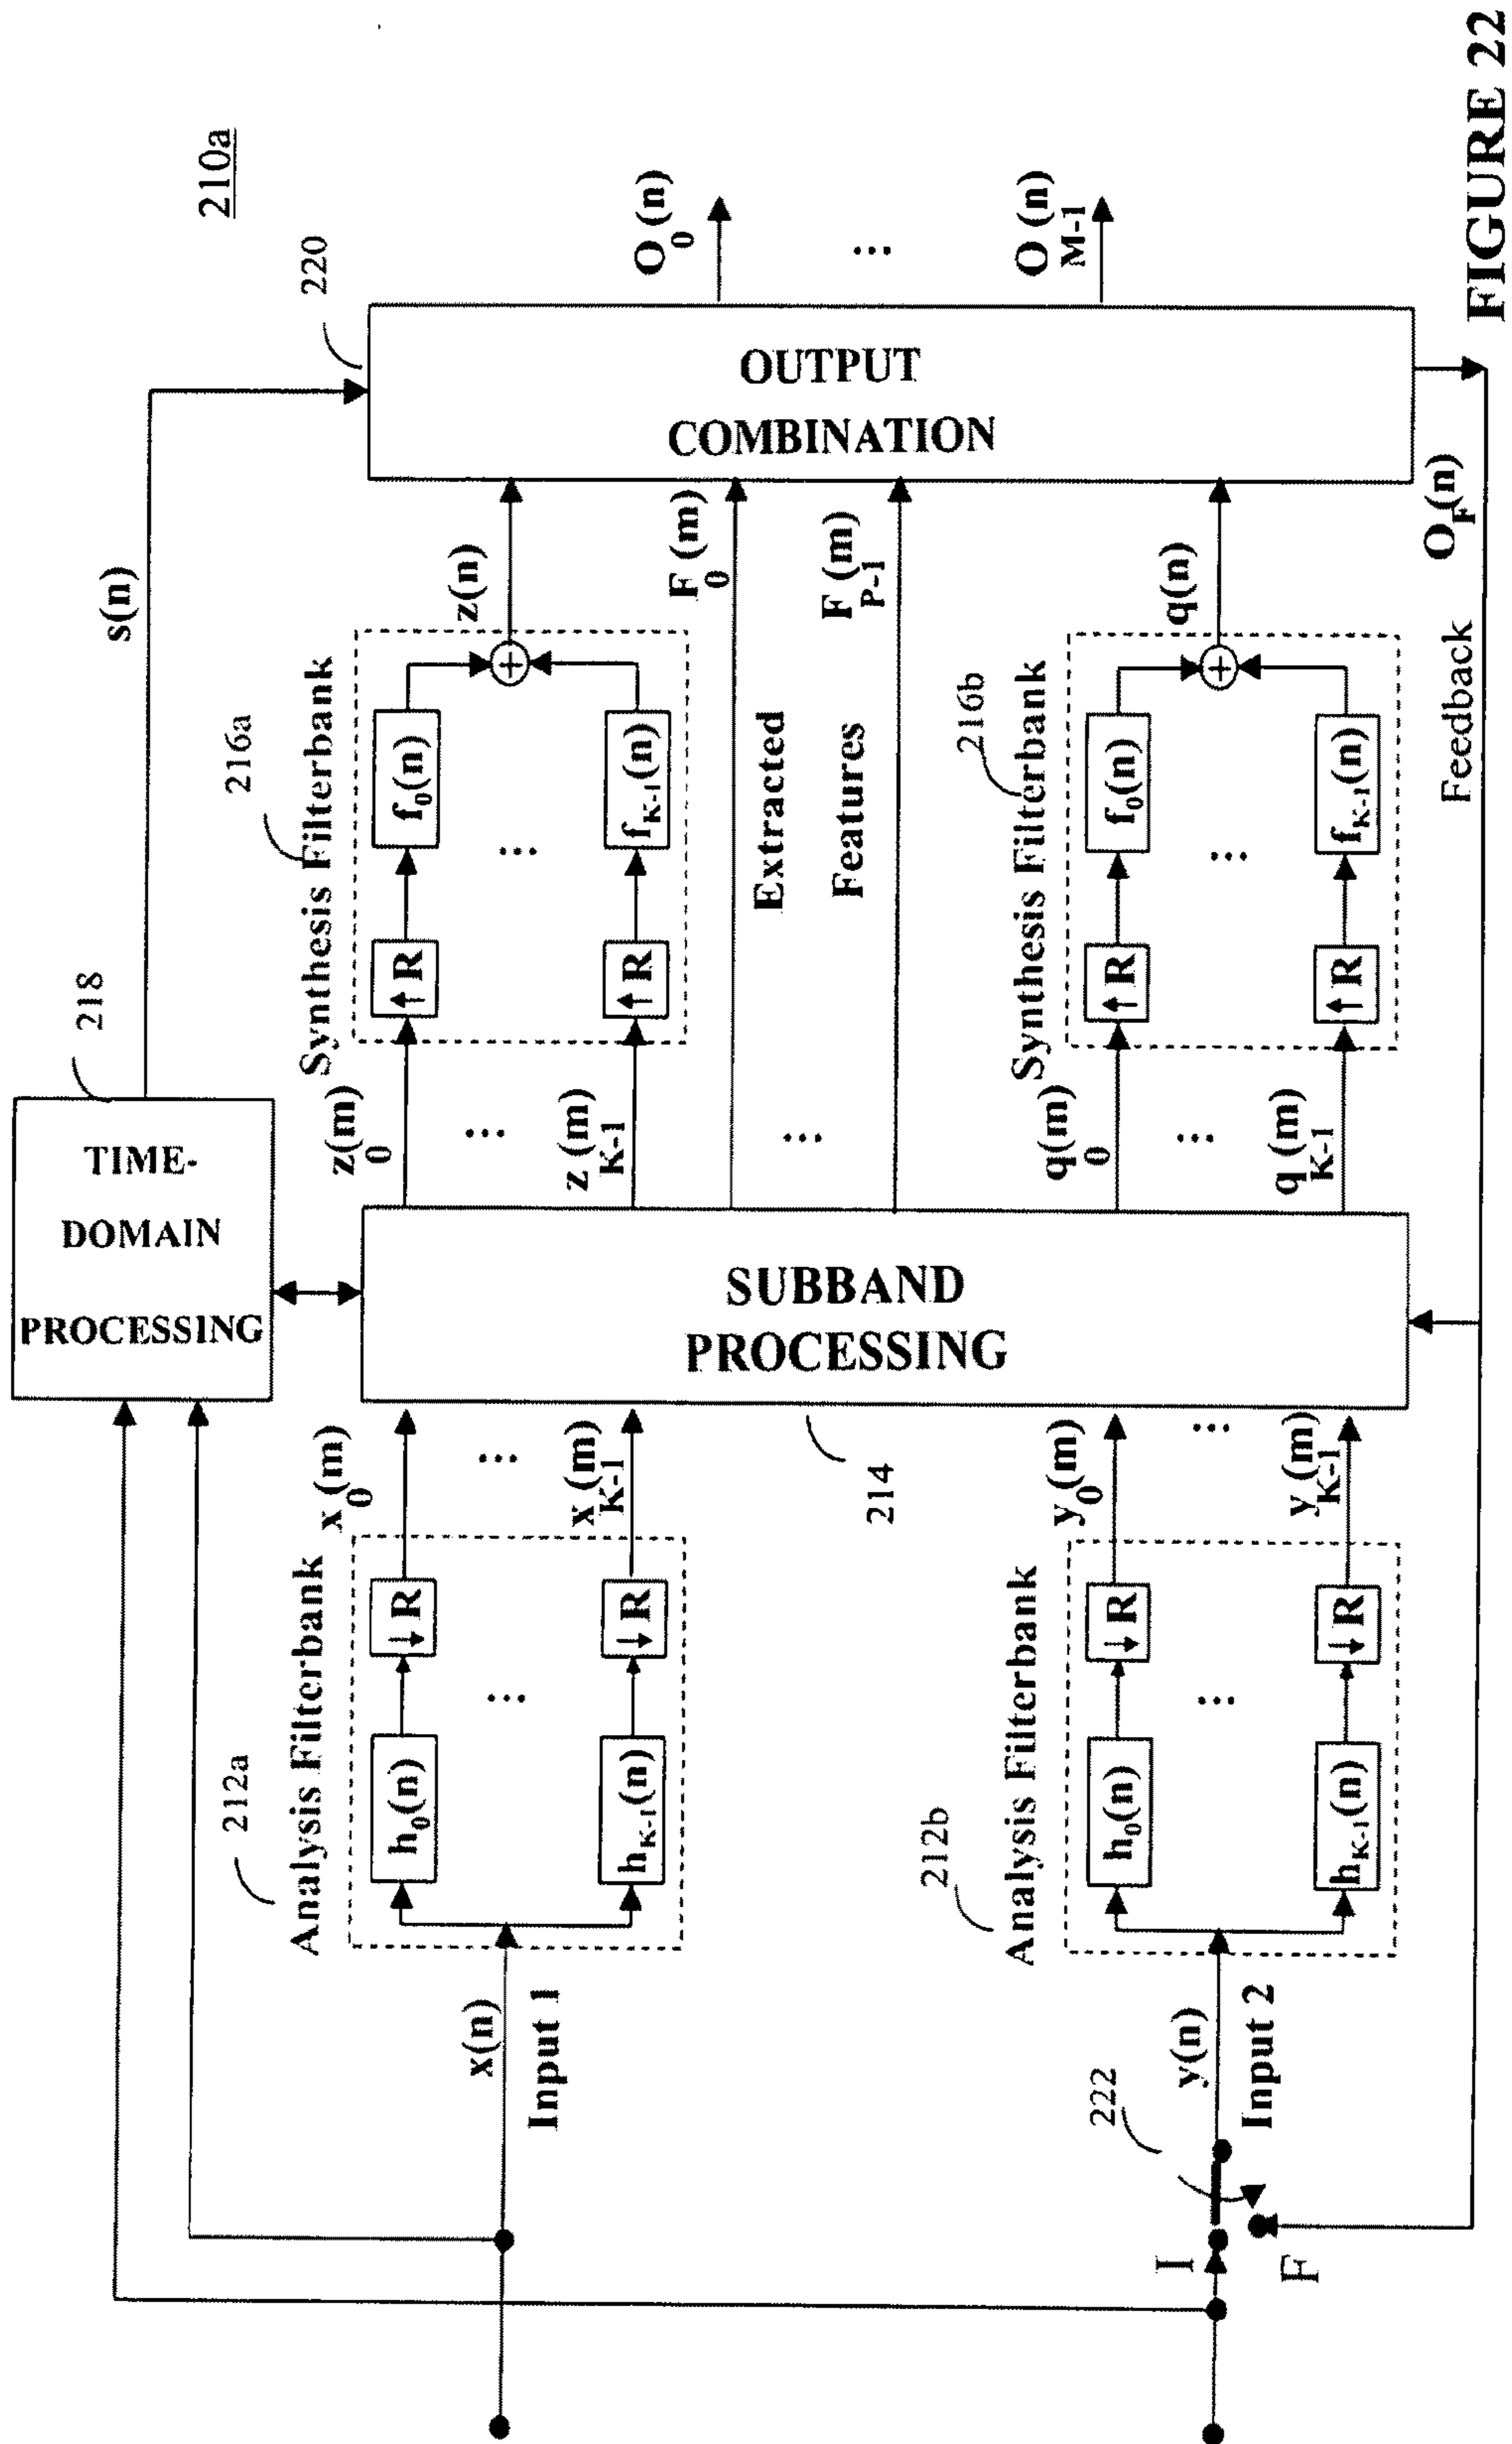 210a
218
TIME-
DOMAIN
PROCESSING
s(n)
220
212a
Analysis Filterbank
x(n)
Input 1
h0(n)
↓R
...
hK-1(n)
↓R
x0(m)
...
xK-1(m)
SUBBAND
PROCESSING
214
z0(m)
...
zK-1(m)
216a
Synthesis Filterbank
↑R
f0(n)
...
↑R
fK-1(n)
+
z(n)
F0(m)
...
Extracted
Features
FP-1(m)
OUTPUT
COMBINATION
O0(n)
...
OM-1(n)
212b
Analysis Filterbank
222
I
F
y(n)
Input 2
h0(n)
↓R
...
hK-1(n)
↓R
y0(m)
...
yK-1(m)
q0(m)
...
qK-1(m)
216b
Synthesis Filterbank
↑R
f0(n)
...
↑R
fK-1(n)
+
q(n)
Feedback
OF(n)
FIGURE 22